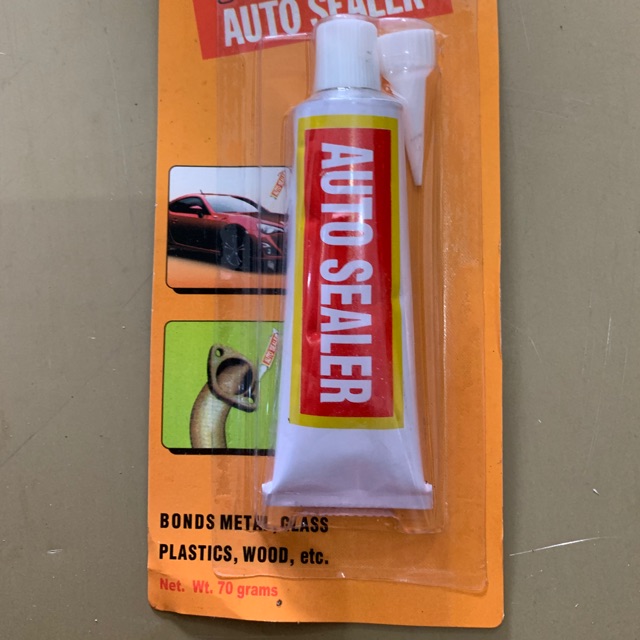 AUTO SEALER
AUTO SEALER
BONDS METAL, GLASS
PLASTICS, WOOD, etc.
Net. Wt. 70 grams